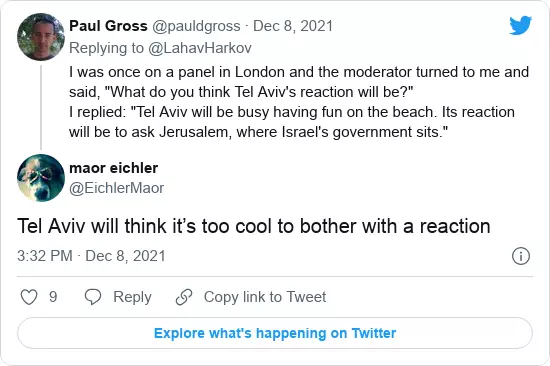 Paul Gross @pauldgross · Dec 8, 2021
Replying to @LahavHarkov
I was once on a panel in London and the moderator turned to me and
said, "What do you think Tel Aviv's reaction will be?"
I replied: "Tel Aviv will be busy having fun on the beach. Its reaction
will be to ask Jerusalem, where Israel's government sits."
maor eichler
@EichlerMaor
Tel Aviv will think it’s too cool to bother with a reaction
3:32 PM · Dec 8, 2021
9 Reply Copy link to Tweet
Explore what's happening on Twitter